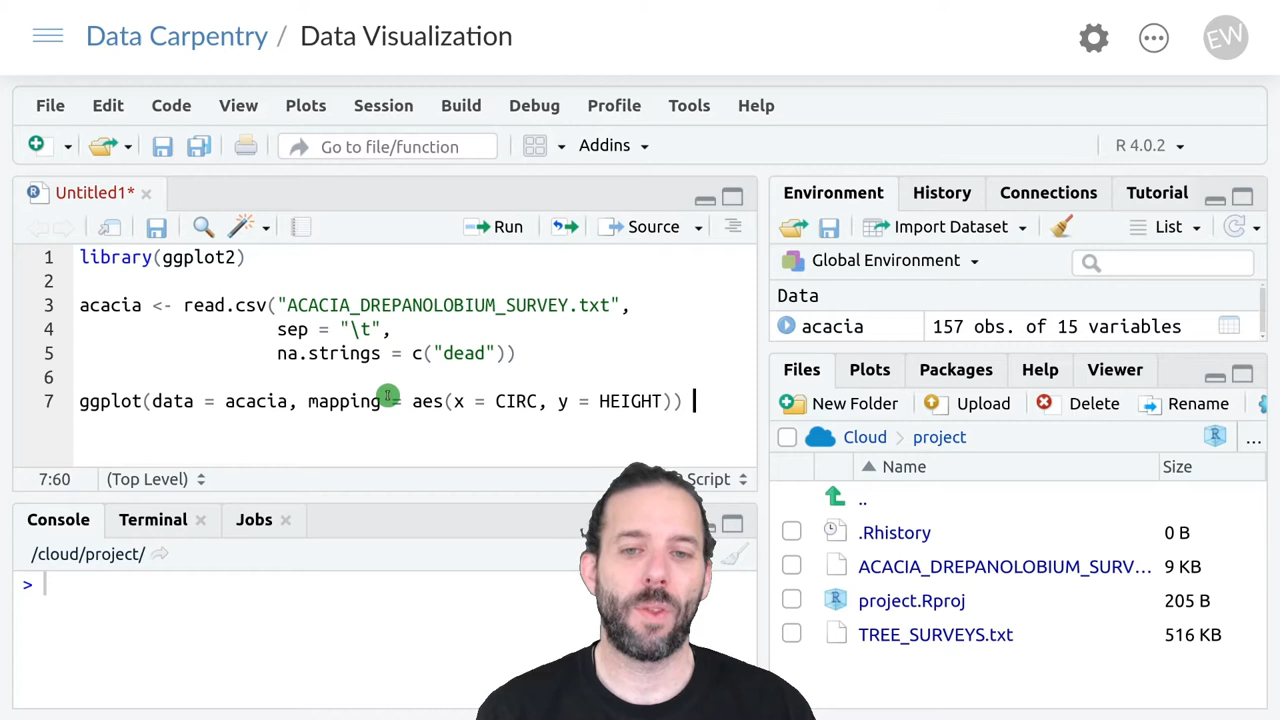 Data Carpentry / Data Visualization
EW
File Edit Code View Plots Session Build Debug Profile Tools Help
Go to file/function Addins R 4.0.2
Untitled1*
Run Source
1 library(ggplot2)
2
3 acacia <- read.csv("ACACIA_DREPANOLOBIUM_SURVEY.txt",
4 sep = "\t",
5 na.strings = c("dead"))
6
7 ggplot(data = acacia, mapping = aes(x = CIRC, y = HEIGHT))
7:60 (Top Level) Script
Console Terminal Jobs
/cloud/project/
>
Environment History Connections Tutorial
Import Dataset List
Global Environment
Data
acacia 157 obs. of 15 variables
Files Plots Packages Help Viewer
New Folder Upload Delete Rename
Cloud project ...
Name Size
..
.Rhistory 0 B
ACACIA_DREPANOLOBIUM_SURV... 9 KB
project.Rproj 205 B
TREE_SURVEYS.txt 516 KB